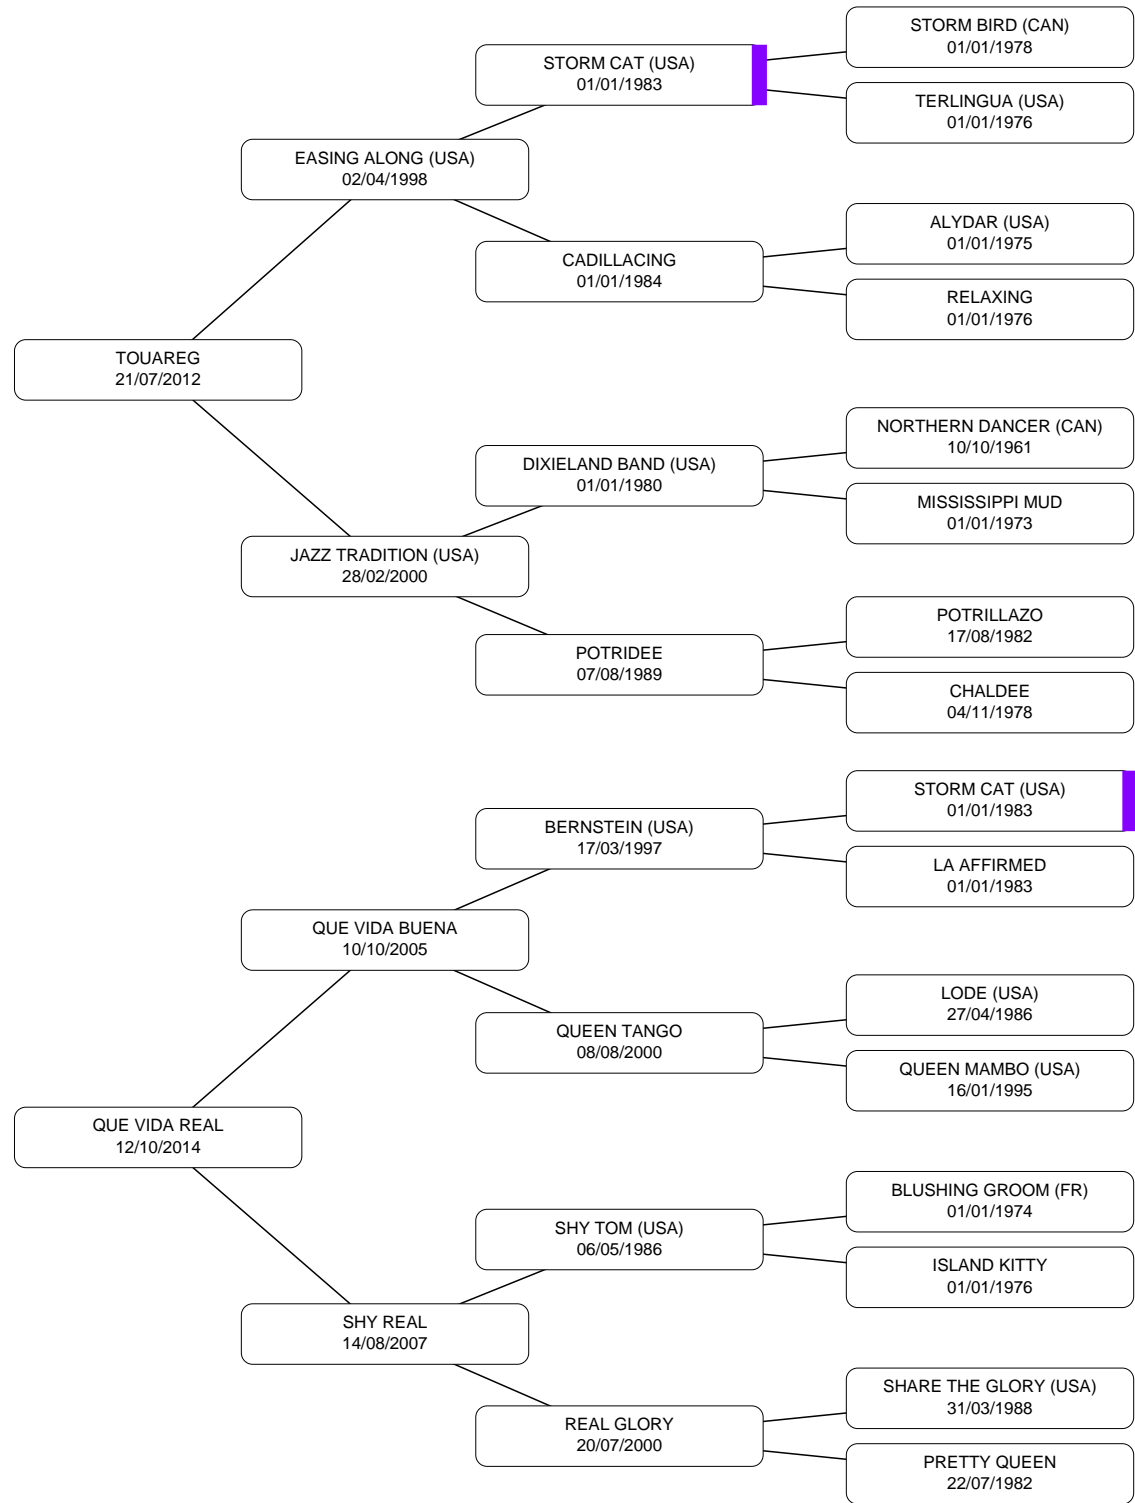 STORM BIRD (CAN)
01/01/1978
STORM CAT (USA)
01/01/1983
TERLINGUA (USA)
01/01/1976
EASING ALONG (USA)
02/04/1998
ALYDAR (USA)
01/01/1975
CADILLACING
01/01/1984
RELAXING
01/01/1976
TOUAREG
21/07/2012
NORTHERN DANCER (CAN)
10/10/1961
DIXIELAND BAND (USA)
01/01/1980
MISSISSIPPI MUD
01/01/1973
JAZZ TRADITION (USA)
28/02/2000
POTRILLAZO
17/08/1982
POTRIDEE
07/08/1989
CHALDEE
04/11/1978
STORM CAT (USA)
01/01/1983
BERNSTEIN (USA)
17/03/1997
LA AFFIRMED
01/01/1983
QUE VIDA BUENA
10/10/2005
LODE (USA)
27/04/1986
QUEEN TANGO
08/08/2000
QUEEN MAMBO (USA)
16/01/1995
QUE VIDA REAL
12/10/2014
BLUSHING GROOM (FR)
01/01/1974
SHY TOM (USA)
06/05/1986
ISLAND KITTY
01/01/1976
SHY REAL
14/08/2007
SHARE THE GLORY (USA)
31/03/1988
REAL GLORY
20/07/2000
PRETTY QUEEN
22/07/1982